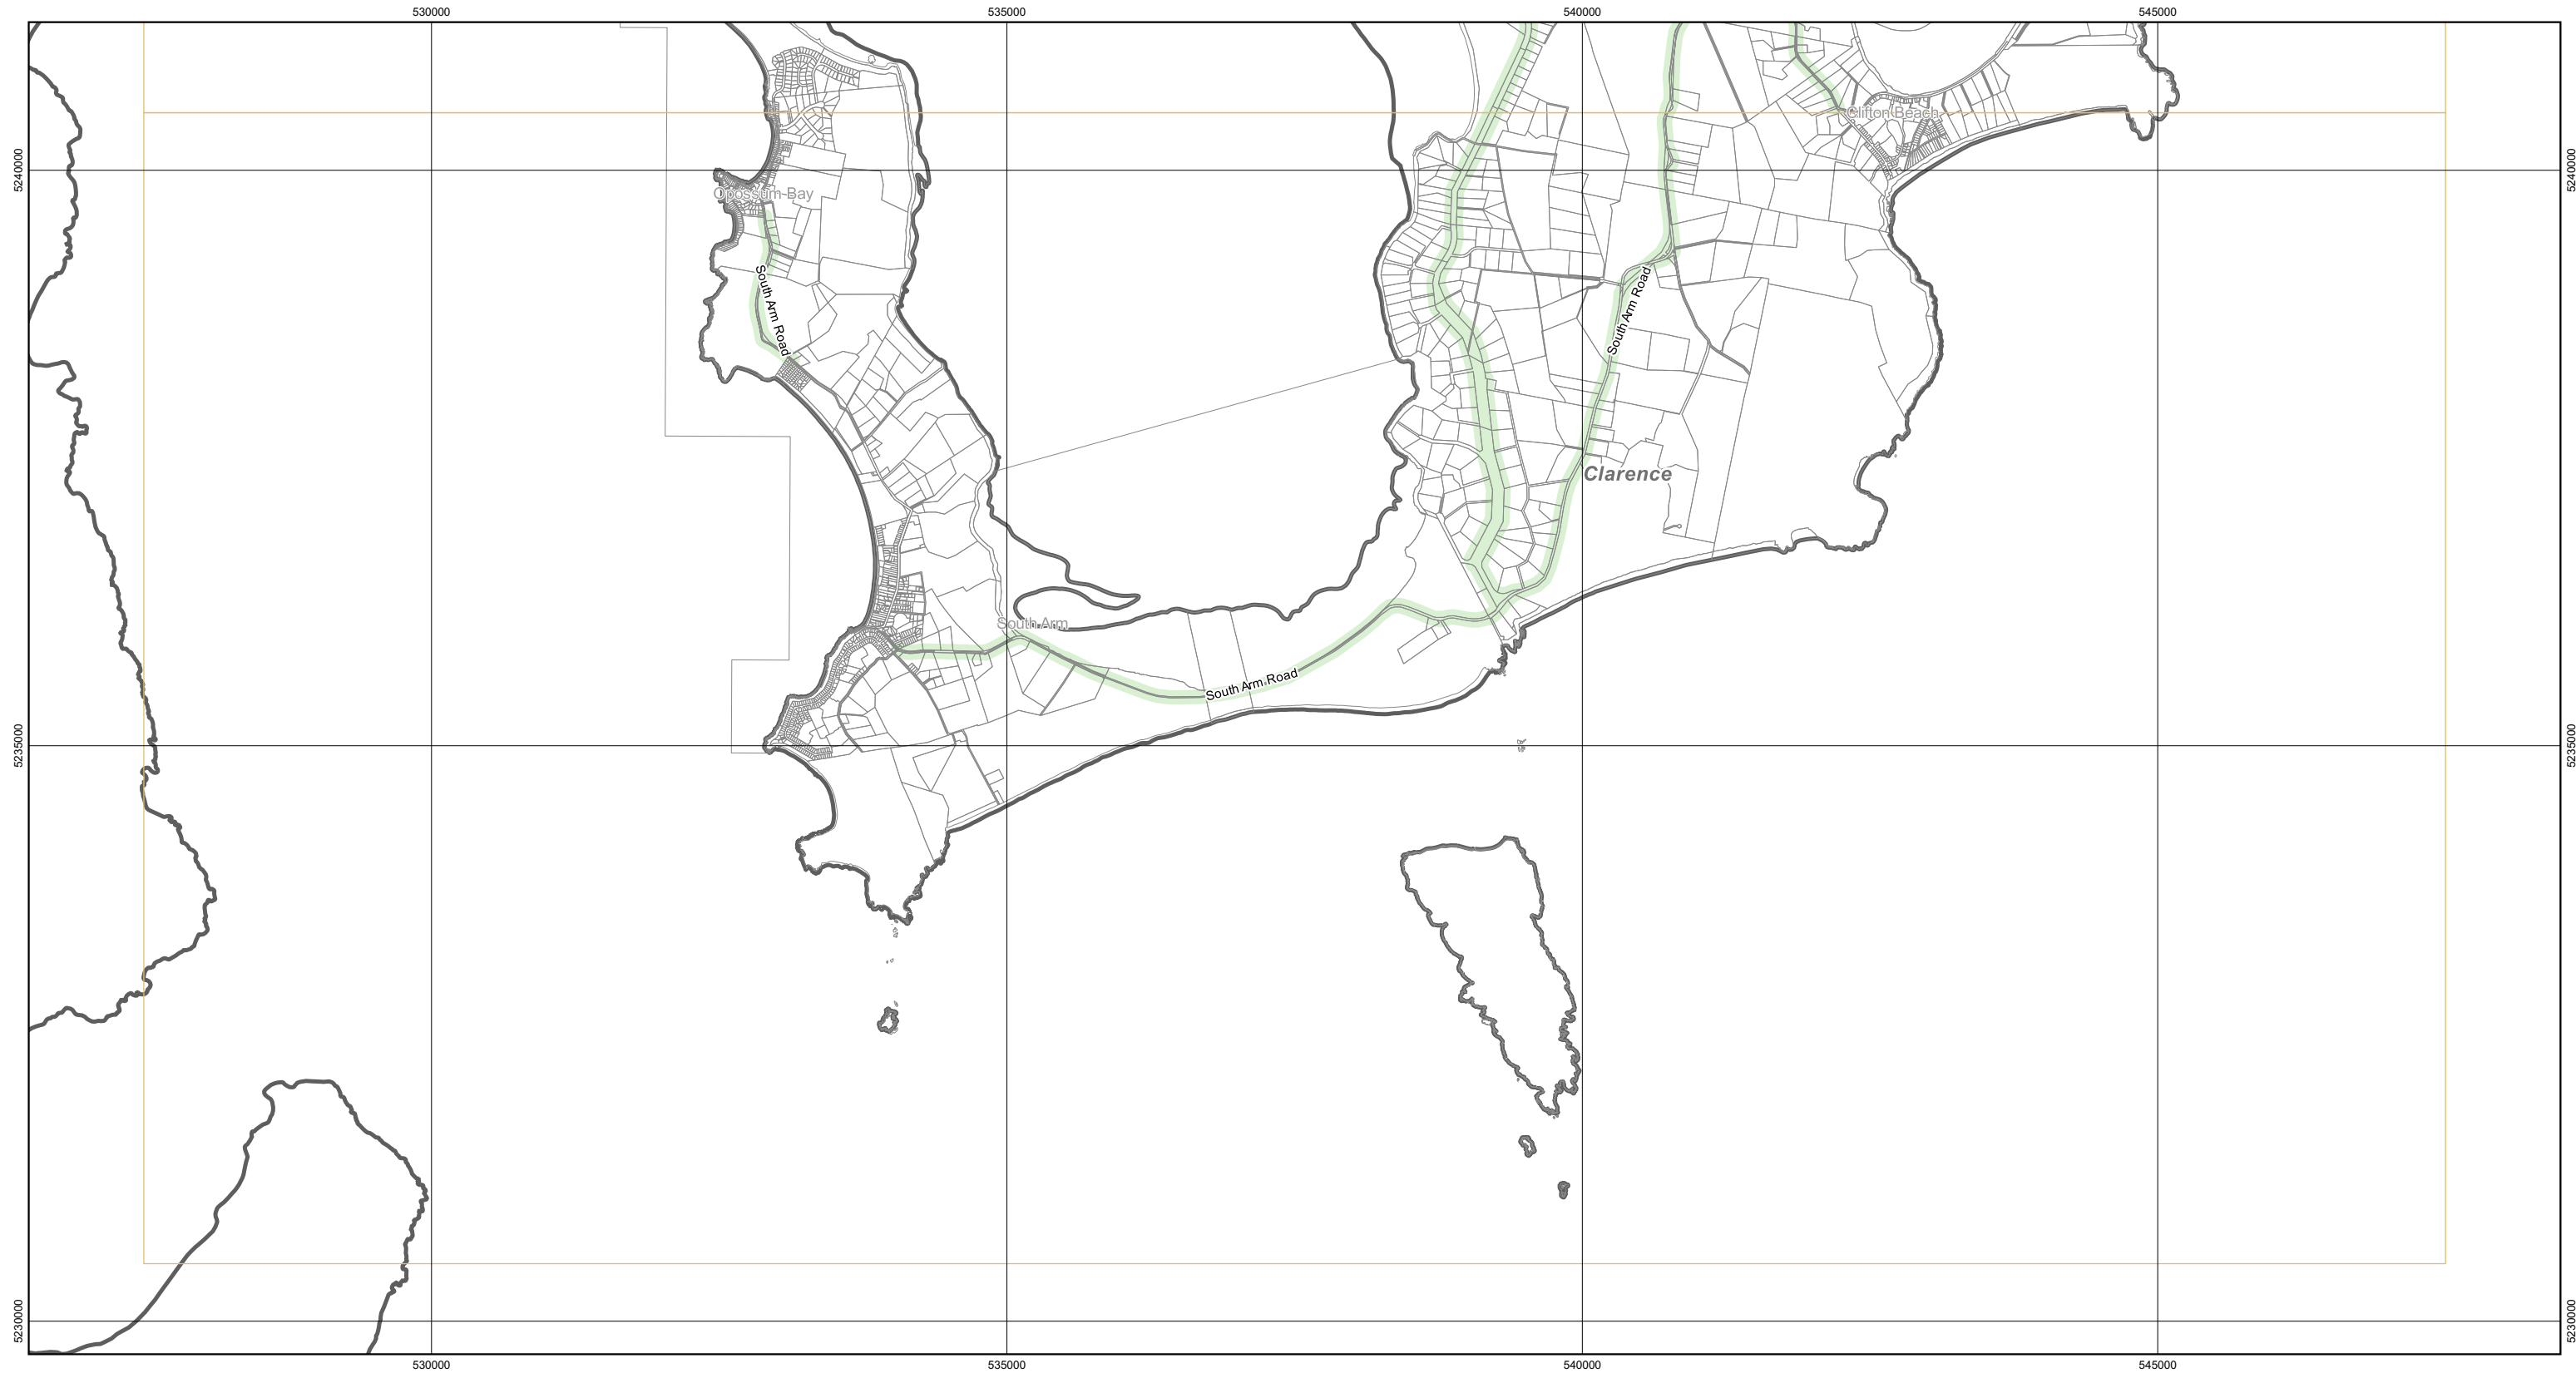 530000
535000
540000
545000
Clifton Beach
5240000
5240000
Opossum Bay
South Arm Road
South Arm Road
Clarence
South Arm
South Arm Road
5235000
5235000
5230000
5230000
530000
535000
540000
545000